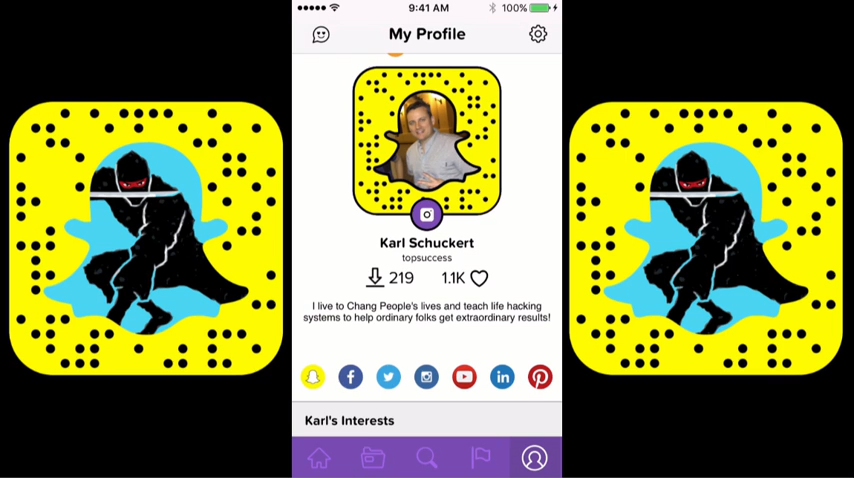 9:41 AM
100%
My Profile
Karl Schuckert
topsuccess
219 1.1K
I live to Chang People's lives and teach life hacking
systems to help ordinary folks get extraordinary results!
in
Karl's Interests